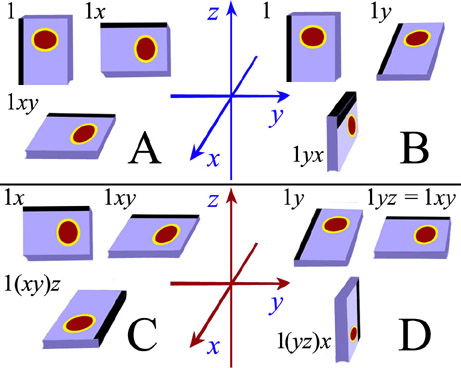 1 1x z 1 1y
1xy A y x 1yx B
1x 1xy z 1y 1yz = 1xy
1(xy)z C y x 1(yz)x D